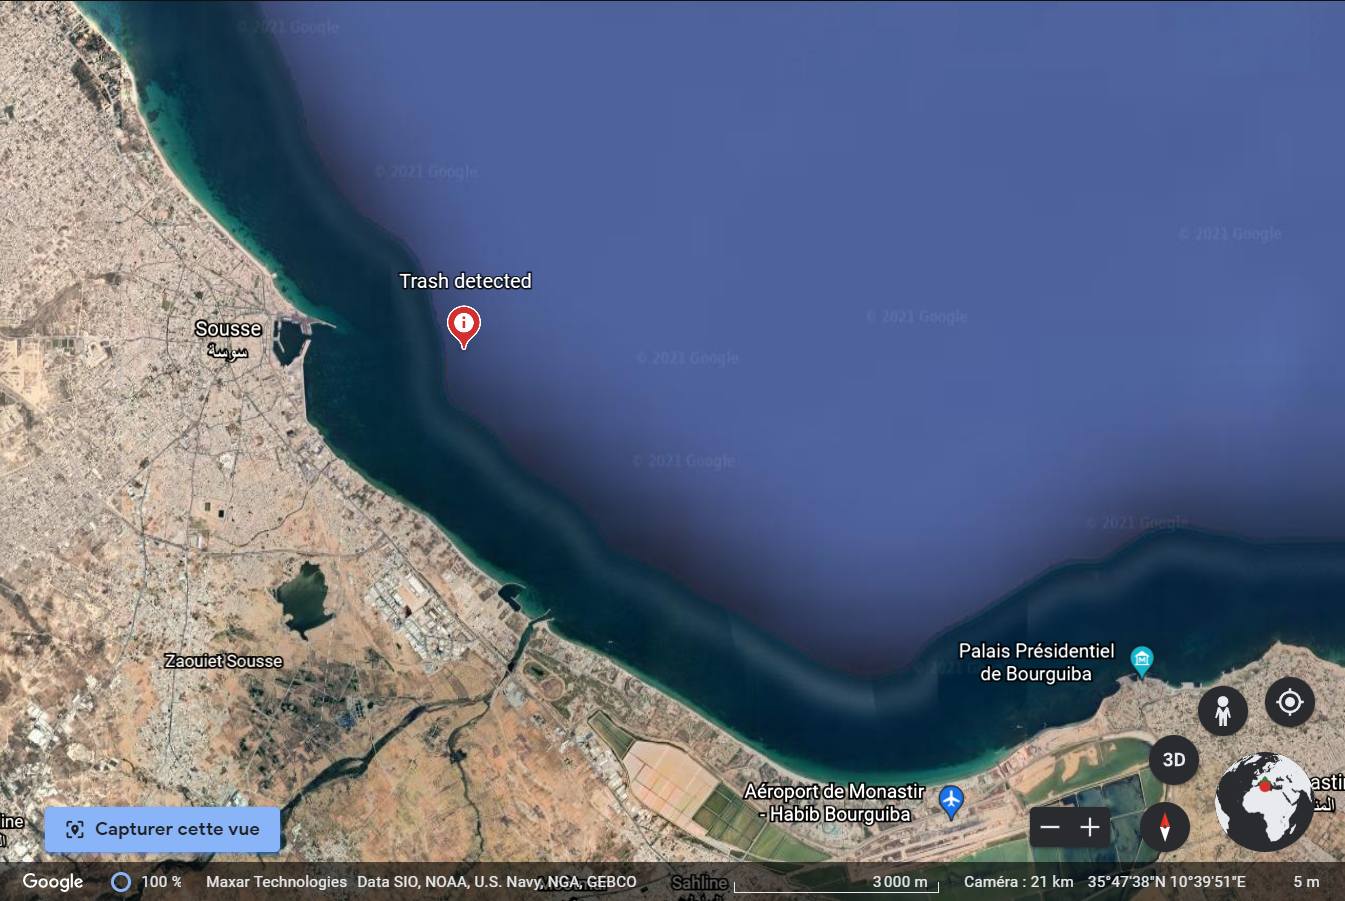 © 2021 Google
© 2021 Google
© 2021 Google
Trash detected
© 2021 Google
Sousse
سوسة
© 2021 Google
© 2021 Google
© 2021 Google
Palais Présidentiel
de Bourguiba
Zaouiet Sousse
3D
Aéroport de Monastir
- Habib Bourguiba
Capturer cette vue
Google
100 %
Maxar Technologies
Data SIO, NOAA, U.S. Navy, NGA, GEBCO
Sahline
3 000 m
Caméra : 21 km
35°47'38"N 10°39'51"E
5 m